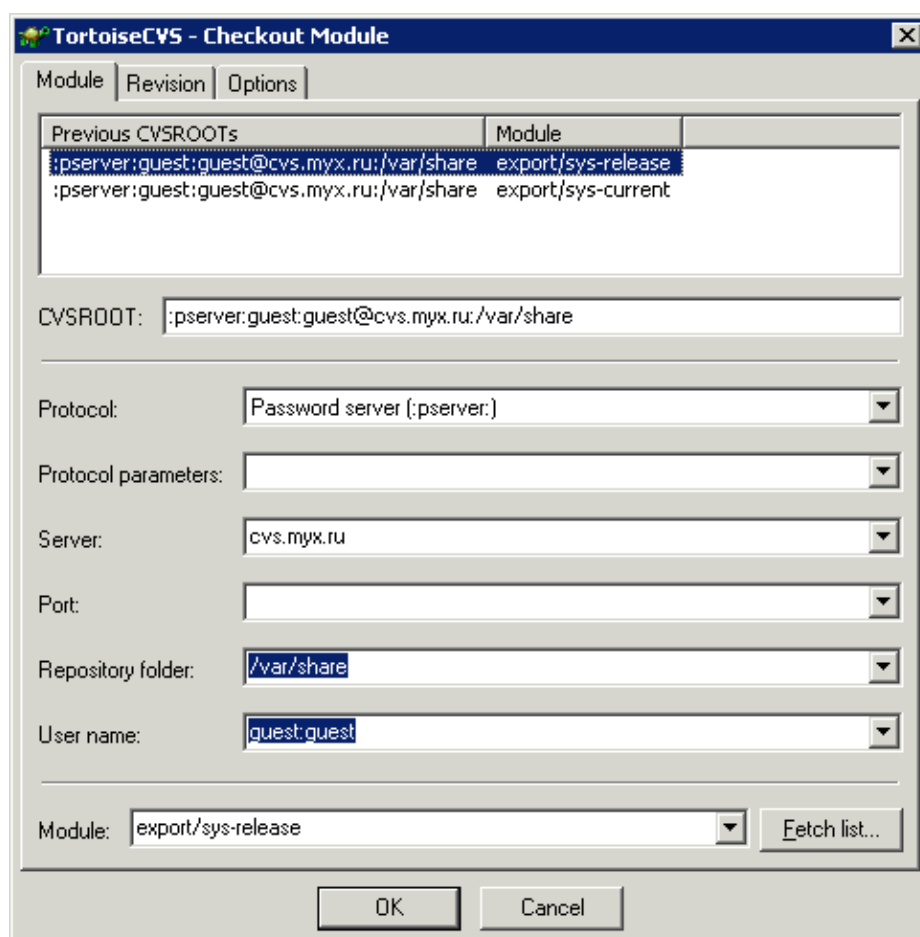 TortoiseCVS - Checkout Module
Module Revision Options
Previous CVSROOTs Module
:pserver:guest:guest@cvs.myx.ru:/var/share export/sys-release
:pserver:guest:guest@cvs.myx.ru:/var/share export/sys-current
CVSROOT: :pserver:guest:guest@cvs.myx.ru:/var/share
Protocol: Password server (:pserver:)
Protocol parameters:
Server: cvs.myx.ru
Port:
Repository folder: /var/share
User name: guest:guest
Module: export/sys-release Fetch list...
OK Cancel